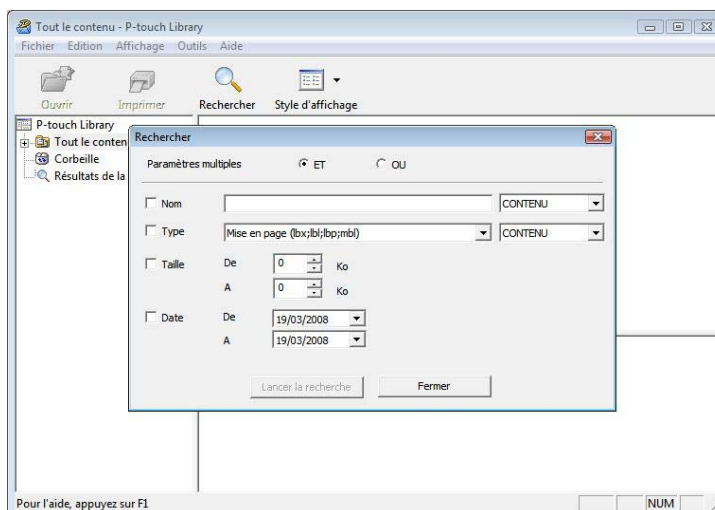 Tout le contenu - P-touch Library
Fichier Edition Affichage Outils Aide
Ouvrir Imprimer Rechercher Style d'affichage
P-touch Library
Tout le conten
Corbeille
Résultats de la
Rechercher
Paramètres multiples ET OU
Nom CONTENU
Type Mise en page (lbx;lbl;lbp;mbl) CONTENU
Taille De 0 Ko
A 0 Ko
Date De 19/03/2008
A 19/03/2008
Lancer la recherche Fermer
Pour l'aide, appuyez sur F1 NUM